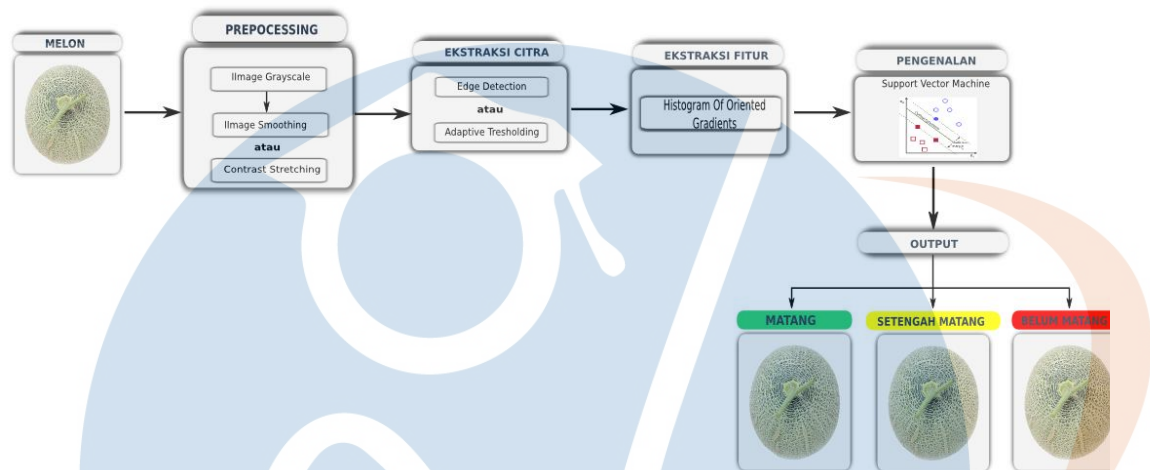 MELON
PREPOCESSING
IImage Grayscale
IImage Smoothing
atau
Contrast Stretching
EKSTRAKSI CITRA
Edge Detection
atau
Adaptive Tresholding
EKSTRAKSI FITUR
Histogram Of Oriented
Gradients
PENGENALAN
Support Vector Machine
OUTPUT
MATANG
SETENGAH MATANG
BELUM MATANG